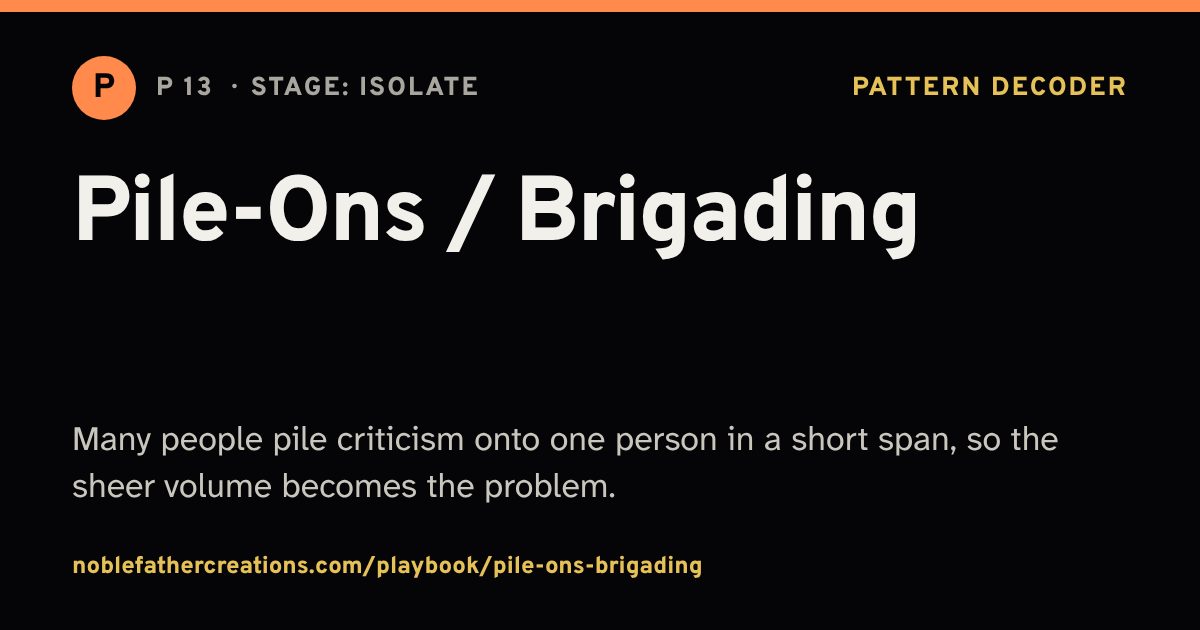 P
P 13 · STAGE: ISOLATE
PATTERN DECODER
Pile-Ons / Brigading
Many people pile criticism onto one person in a short span, so the
sheer volume becomes the problem.
noblefathercreations.com/playbook/pile-ons-brigading